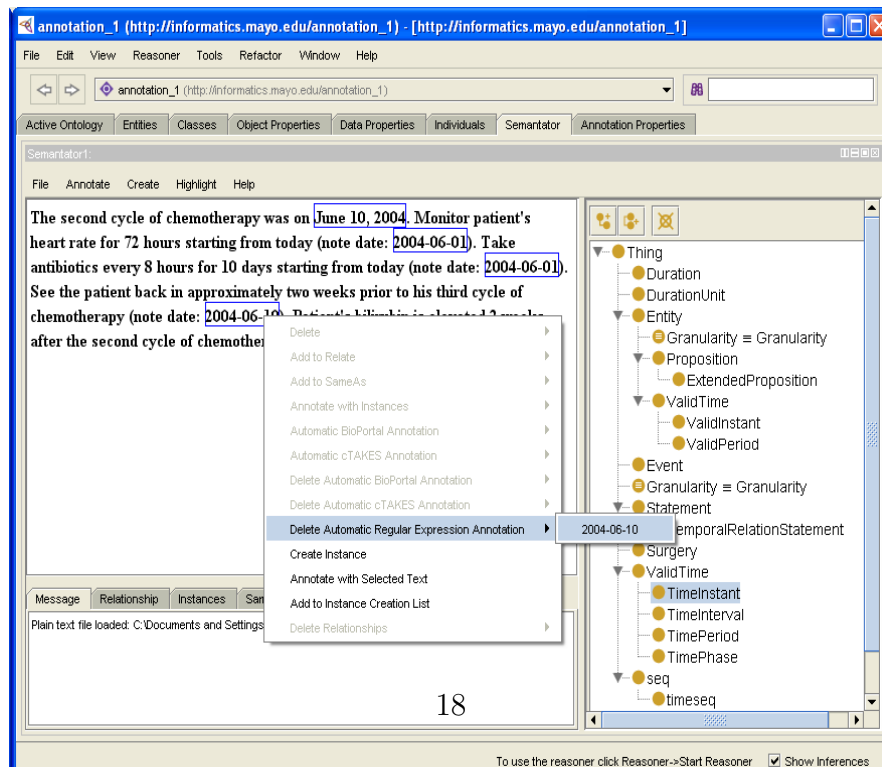 annotation_1 (http://informatics.mayo.edu/annotation_1) - [http://informatics.mayo.edu/annotation_1]
File Edit View Reasoner Tools Refactor Window Help
annotation_1 (http://informatics.mayo.edu/annotation_1)
Active Ontology Entities Classes Object Properties Data Properties Individuals Semantator Annotation Properties
Semantator1:
File Annotate Create Highlight Help
The second cycle of chemotherapy was on June 10, 2004. Monitor patient's
heart rate for 72 hours starting from today (note date: 2004-06-01). Take
antibiotics every 8 hours for 10 days starting from today (note date: 2004-06-01).
See the patient back in approximately two weeks prior to his third cycle of
chemotherapy (note date: 2004-06-10). Patient's bilirubin is elevated 2 weeks
after the second cycle of chemother
Delete
Add to Relate
Add to SameAs
Annotate with Instances
Automatic BioPortal Annotation
Automatic cTAKES Annotation
Delete Automatic BioPortal Annotation
Delete Automatic cTAKES Annotation
Delete Automatic Regular Expression Annotation
2004-06-10
Create Instance
Annotate with Selected Text
Add to Instance Creation List
Delete Relationships
Thing
Duration
DurationUnit
Entity
Granularity ≡ Granularity
Proposition
ExtendedProposition
ValidTime
ValidInstant
ValidPeriod
Event
Granularity ≡ Granularity
Statement
TemporalRelationStatement
Surgery
ValidTime
TimeInstant
TimeInterval
TimePeriod
TimePhase
seq
timeseq
Message Relationship Instances Sam
Plain text file loaded: C:\Documents and Settings
18
To use the reasoner click Reasoner->Start Reasoner Show Inferences